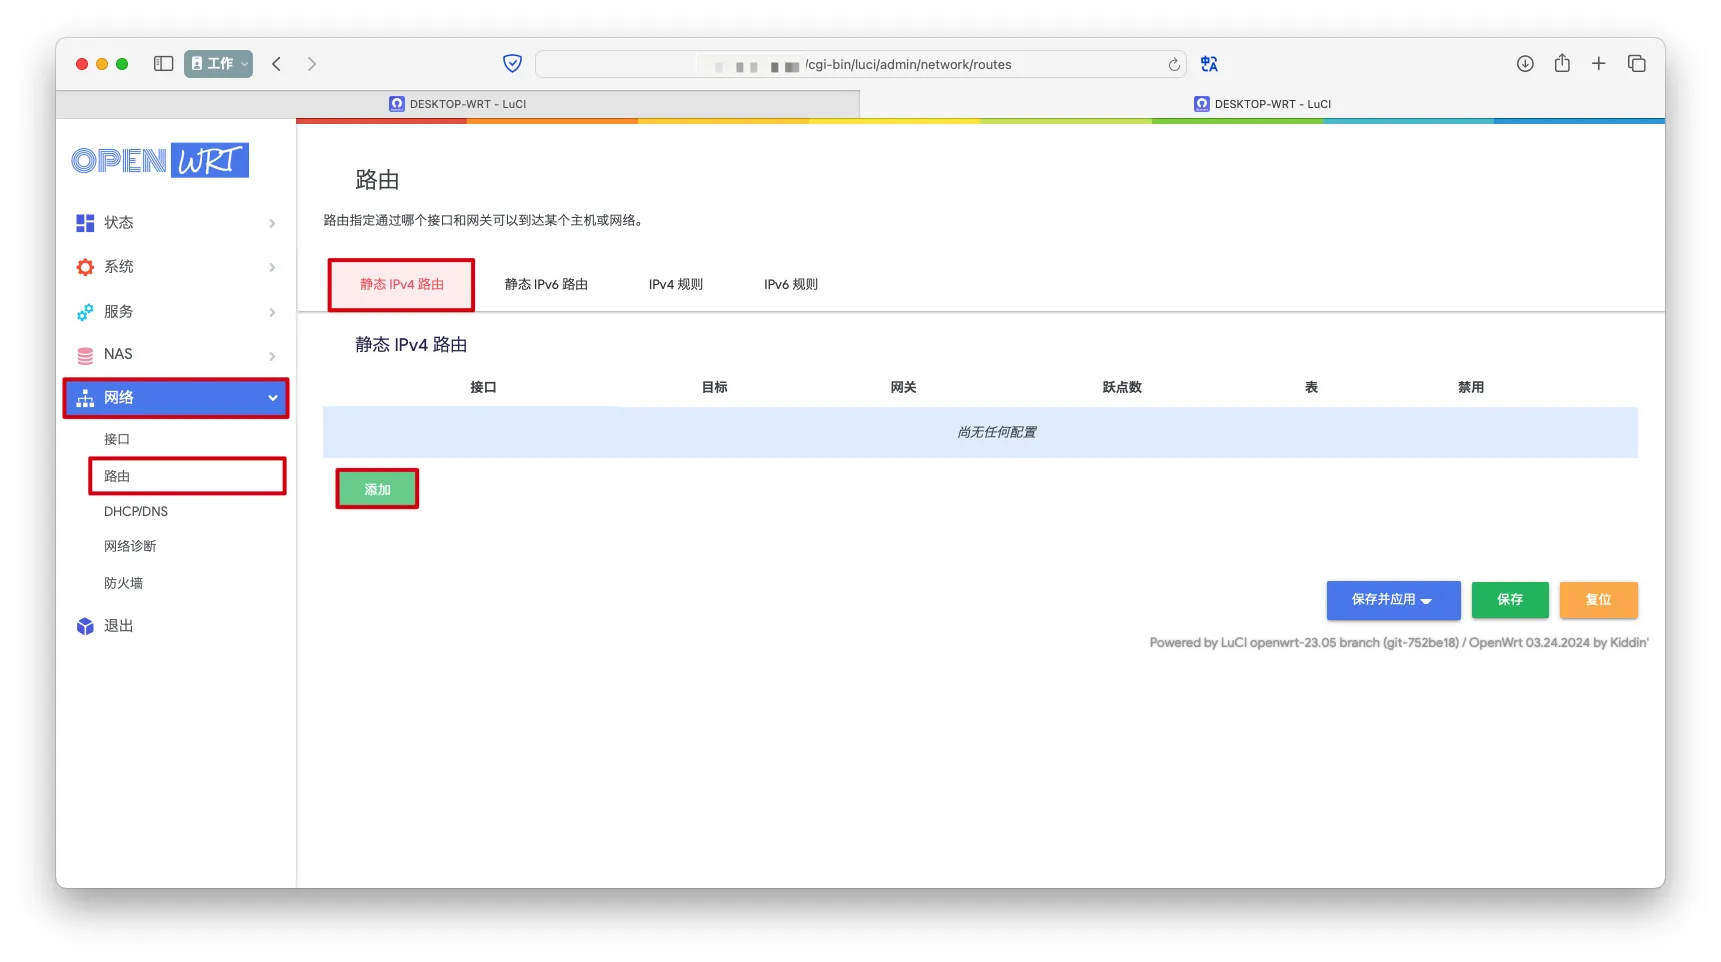 工作
/cgi-bin/luci/admin/network/routes
DESKTOP-WRT - LuCI
DESKTOP-WRT - LuCI
OPENWRT
状态
系统
服务
NAS
网络
接口
路由
DHCP/DNS
网络诊断
防火墙
退出
路由
路由指定通过哪个接口和网关可以到达某个主机或网络。
静态 IPv4 路由 静态 IPv6 路由 IPv4 规则 IPv6 规则
静态 IPv4 路由
接口 目标 网关 跃点数 表 禁用
尚无任何配置
添加
保存并应用 保存 复位
Powered by LuCI openwrt-23.05 branch (git-752be18) / OpenWrt 03.24.2024 by Kiddin'